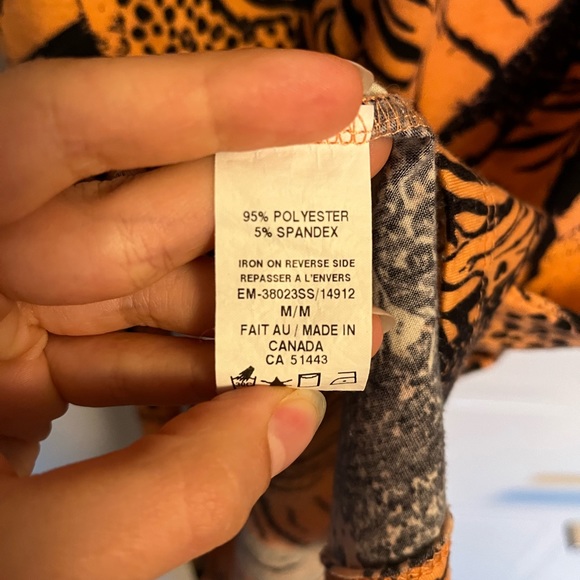 95% POLYESTER
5% SPANDEX
IRON ON REVERSE SIDE
REPASSER A L'ENVERS
EM-38023SS/14912
M/M
FAIT AU / MADE IN
CANADA
CA 51443